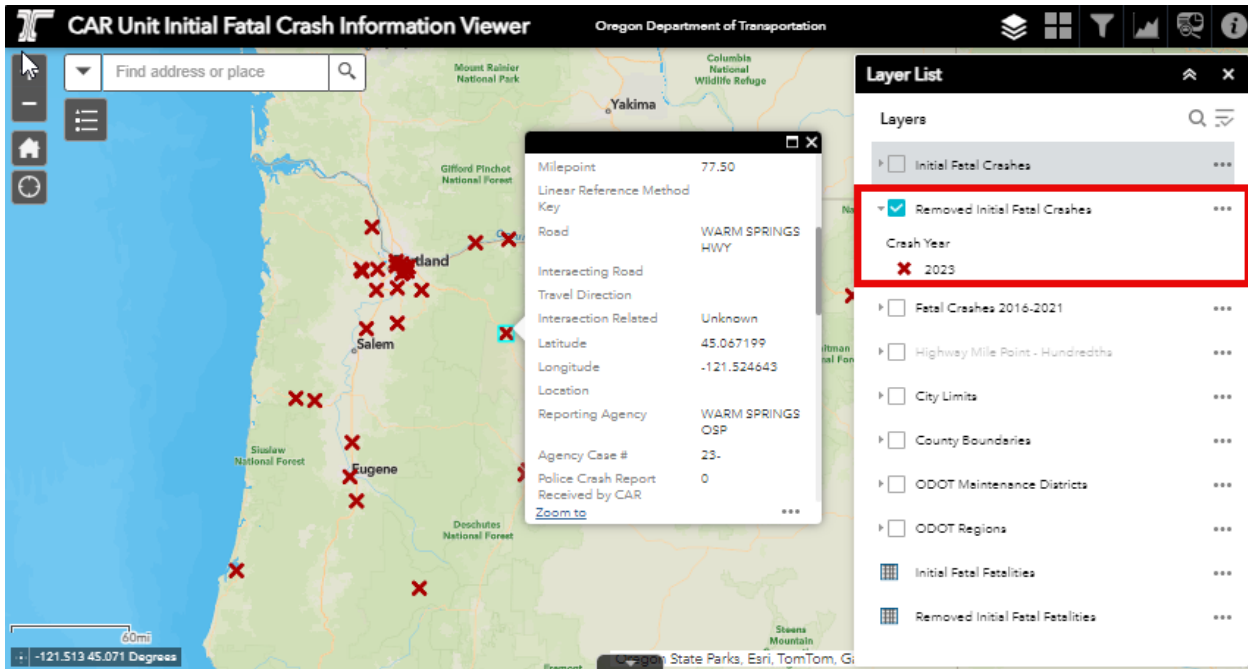 CAR Unit Initial Fatal Crash Information Viewer
Oregon Department of Transportation
Find address or place
Mount Rainier
National Park
Columbia
National
Wildlife Refuge
Yakima
Gifford Pinchot
National Forest
Portland
Salem
Siuslaw
National Forest
Eugene
Deschutes
National Forest
Steens
Mountain
Fremont
60mi
-121.513 45.071 Degrees
Oregon State Parks, Esri, TomTom, G
Milepoint 77.50
Linear Reference Method
Key
Road WARM SPRINGS
HWY
Intersecting Road
Travel Direction
Intersection Related Unknown
Latitude 45.067199
Longitude -121.524643
Location
Reporting Agency WARM SPRINGS
OSP
Agency Case # 23-
Police Crash Report 0
Received by CAR
Zoom to
Layer List
Layers
Initial Fatal Crashes
Removed Initial Fatal Crashes
Crash Year
2023
Fatal Crashes 2016-2021
Highway Mile Point - Hundredths
City Limits
County Boundaries
ODOT Maintenance Districts
ODOT Regions
Initial Fatal Fatalities
Removed Initial Fatal Fatalities